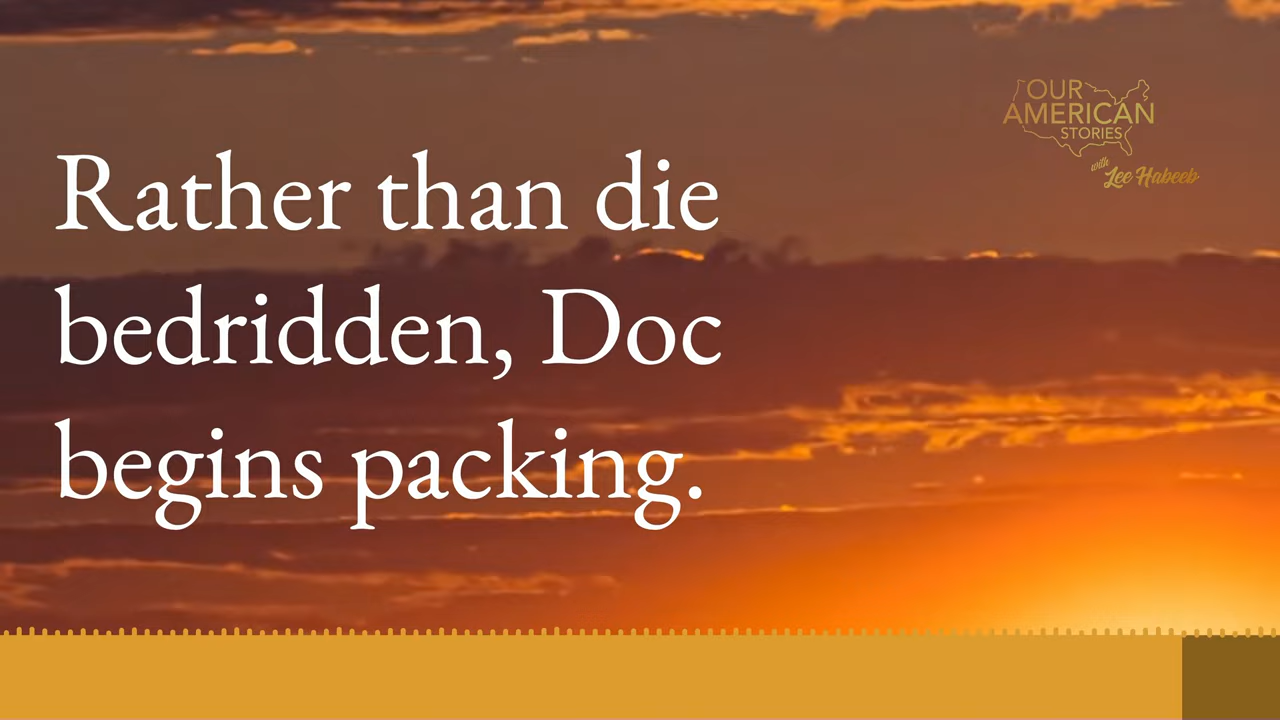 OUR
AMERICAN
STORIES
with
Lee Habeeb
Rather than die
bedridden, Doc
begins packing.